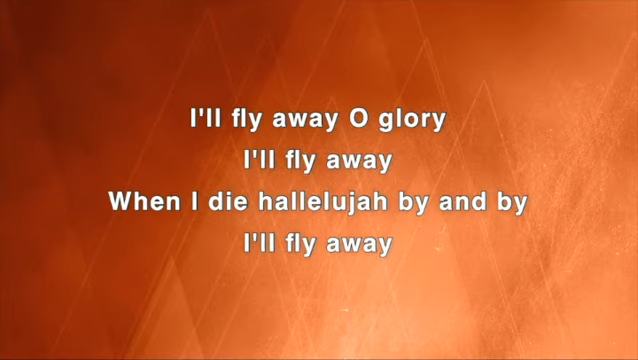 I'll fly away O glory
I'll fly away
When I die hallelujah by and by
I'll fly away